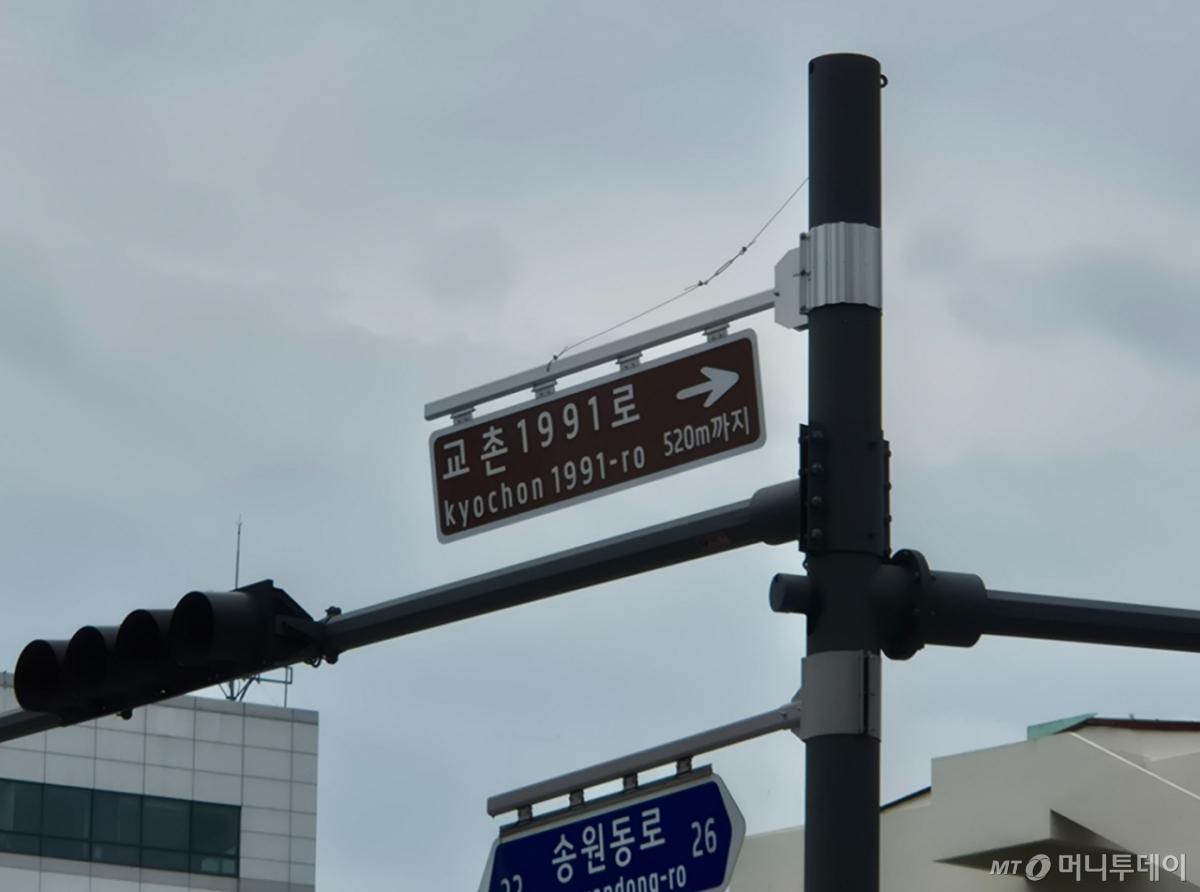 교촌1991로
kyochon 1991-ro 520m까지
송원동로 26
MT 머니투데이